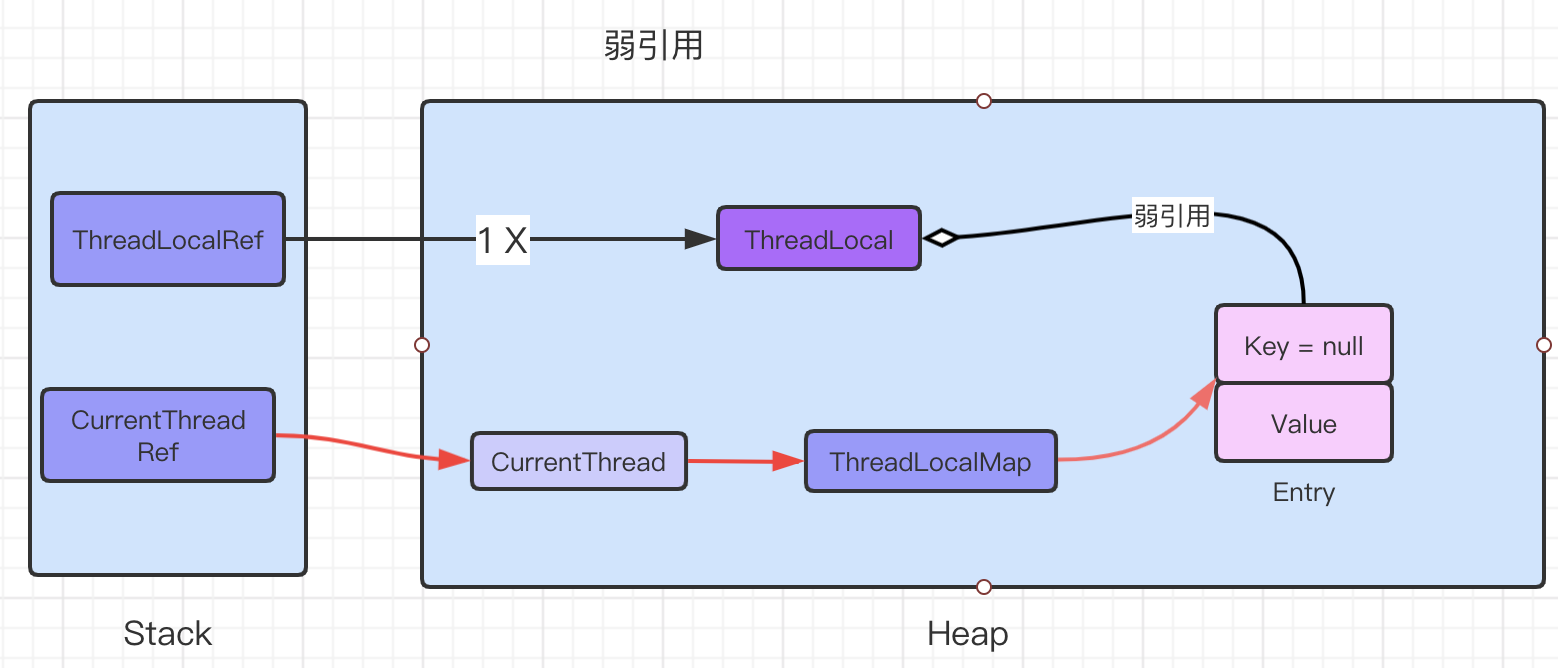 弱引用
ThreadLocalRef
1 X
ThreadLocal
弱引用
Key = null
Value
Entry
CurrentThread
Ref
CurrentThread
ThreadLocalMap
Stack
Heap